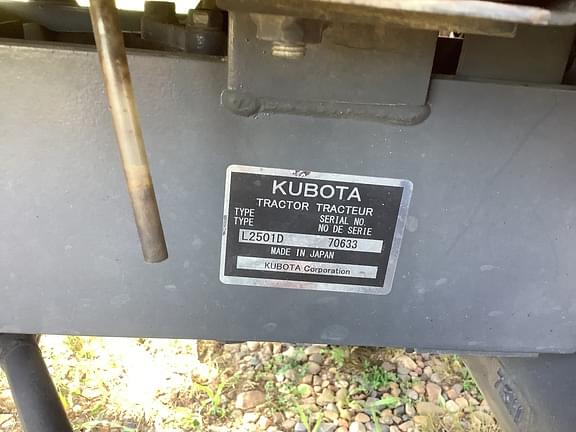 KUBOTA
TRACTOR TRACTEUR
TYPE SERIAL NO.
TYPE NO DE SERIE
L2501D 70633
MADE IN JAPAN
KUBOTA Corporation